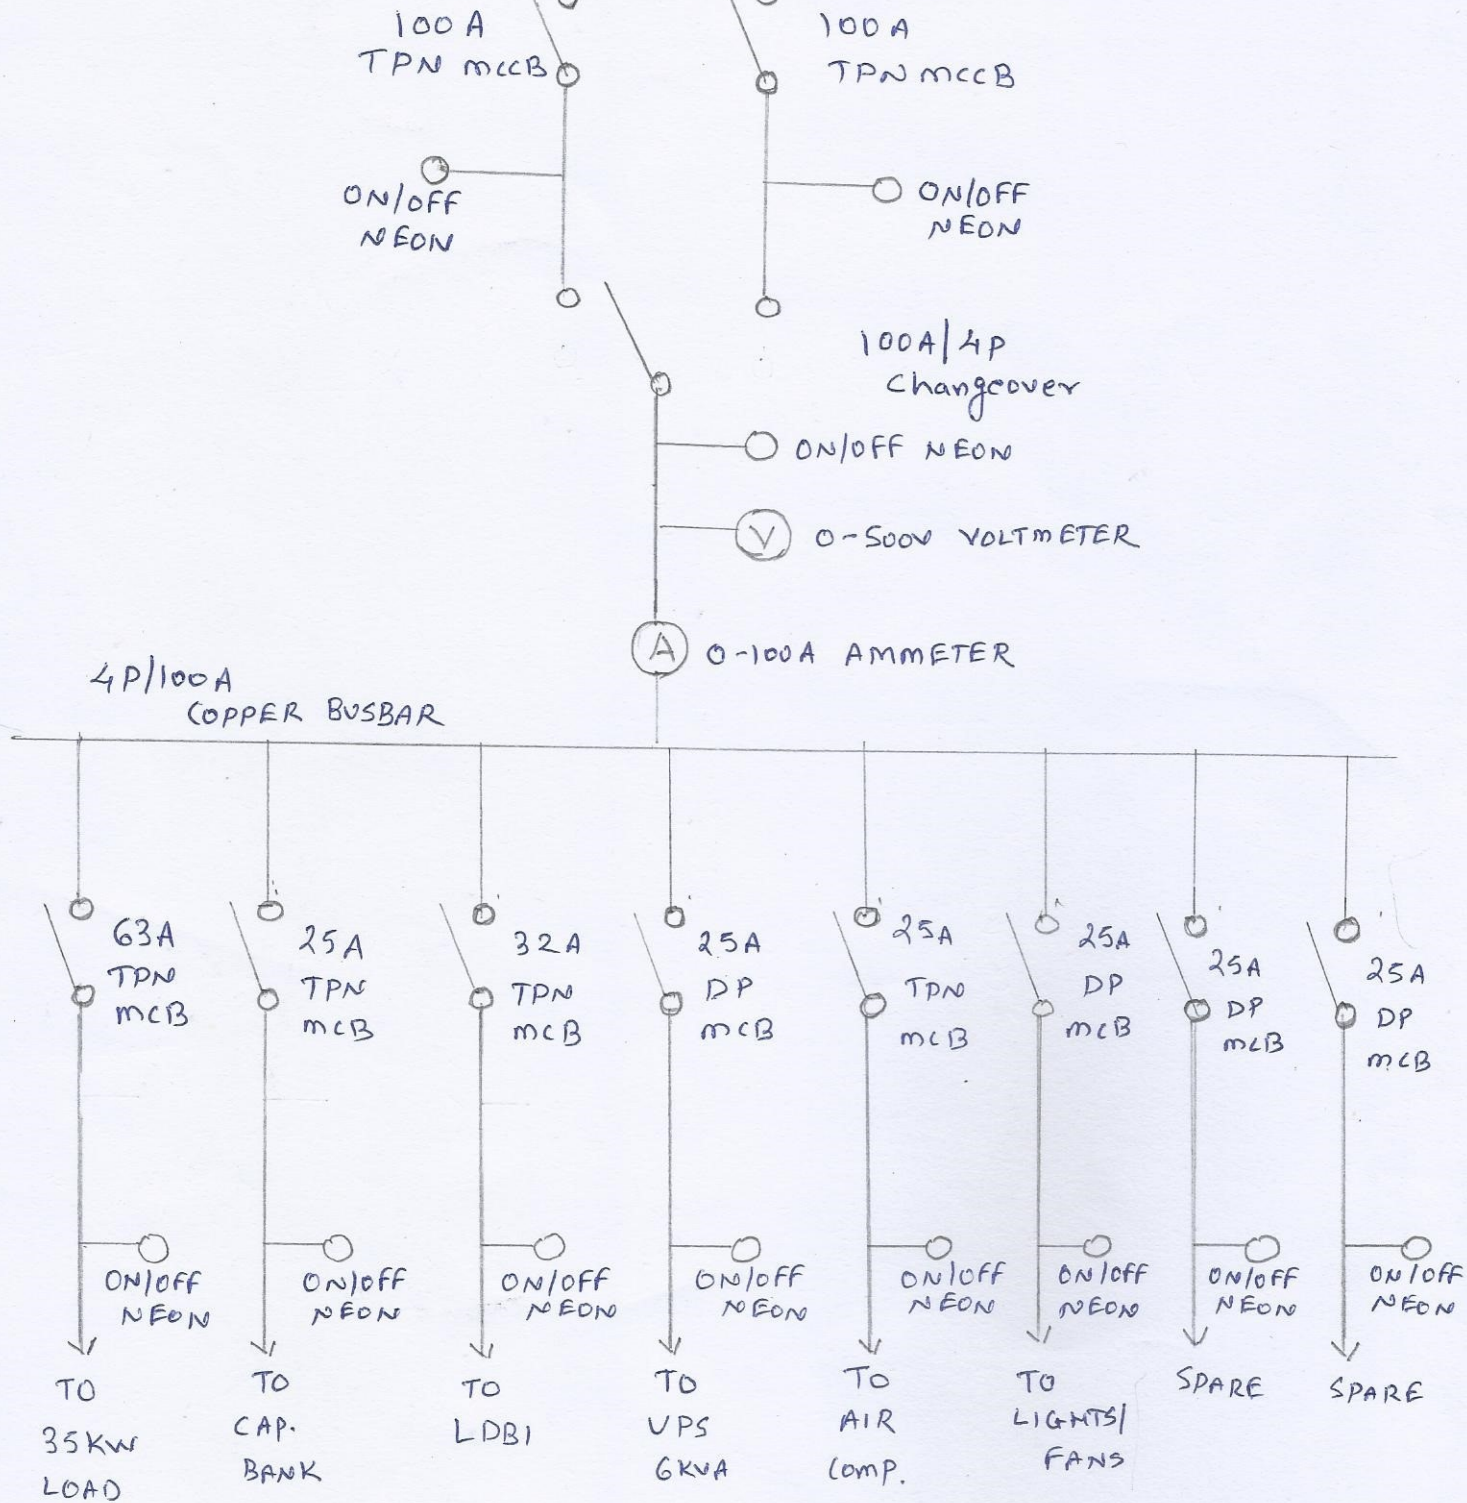 100 A
TPN MCCB
100 A
TPN MCCB
ON/OFF
NEON
ON/OFF
NEON
100A/4P
Changeover
ON/OFF NEON
V
0-500V VOLTMETER
A
0-100A AMMETER
4P/100A
COPPER BUSBAR
63A
TPN
MCB
25A
TPN
MCB
32A
TPN
MCB
25A
DP
MCB
25A
TPN
MCB
25A
DP
MCB
25A
DP
MCB
25A
DP
MCB
ON/OFF
NEON
ON/OFF
NEON
ON/OFF
NEON
ON/OFF
NEON
ON/OFF
NEON
ON/OFF
NEON
ON/OFF
NEON
ON/OFF
NEON
TO
35KW
LOAD
TO
CAP.
BANK
TO
LDB1
TO
UPS
6KVA
TO
AIR
COMP.
TO
LIGHTS/
FANS
SPARE
SPARE